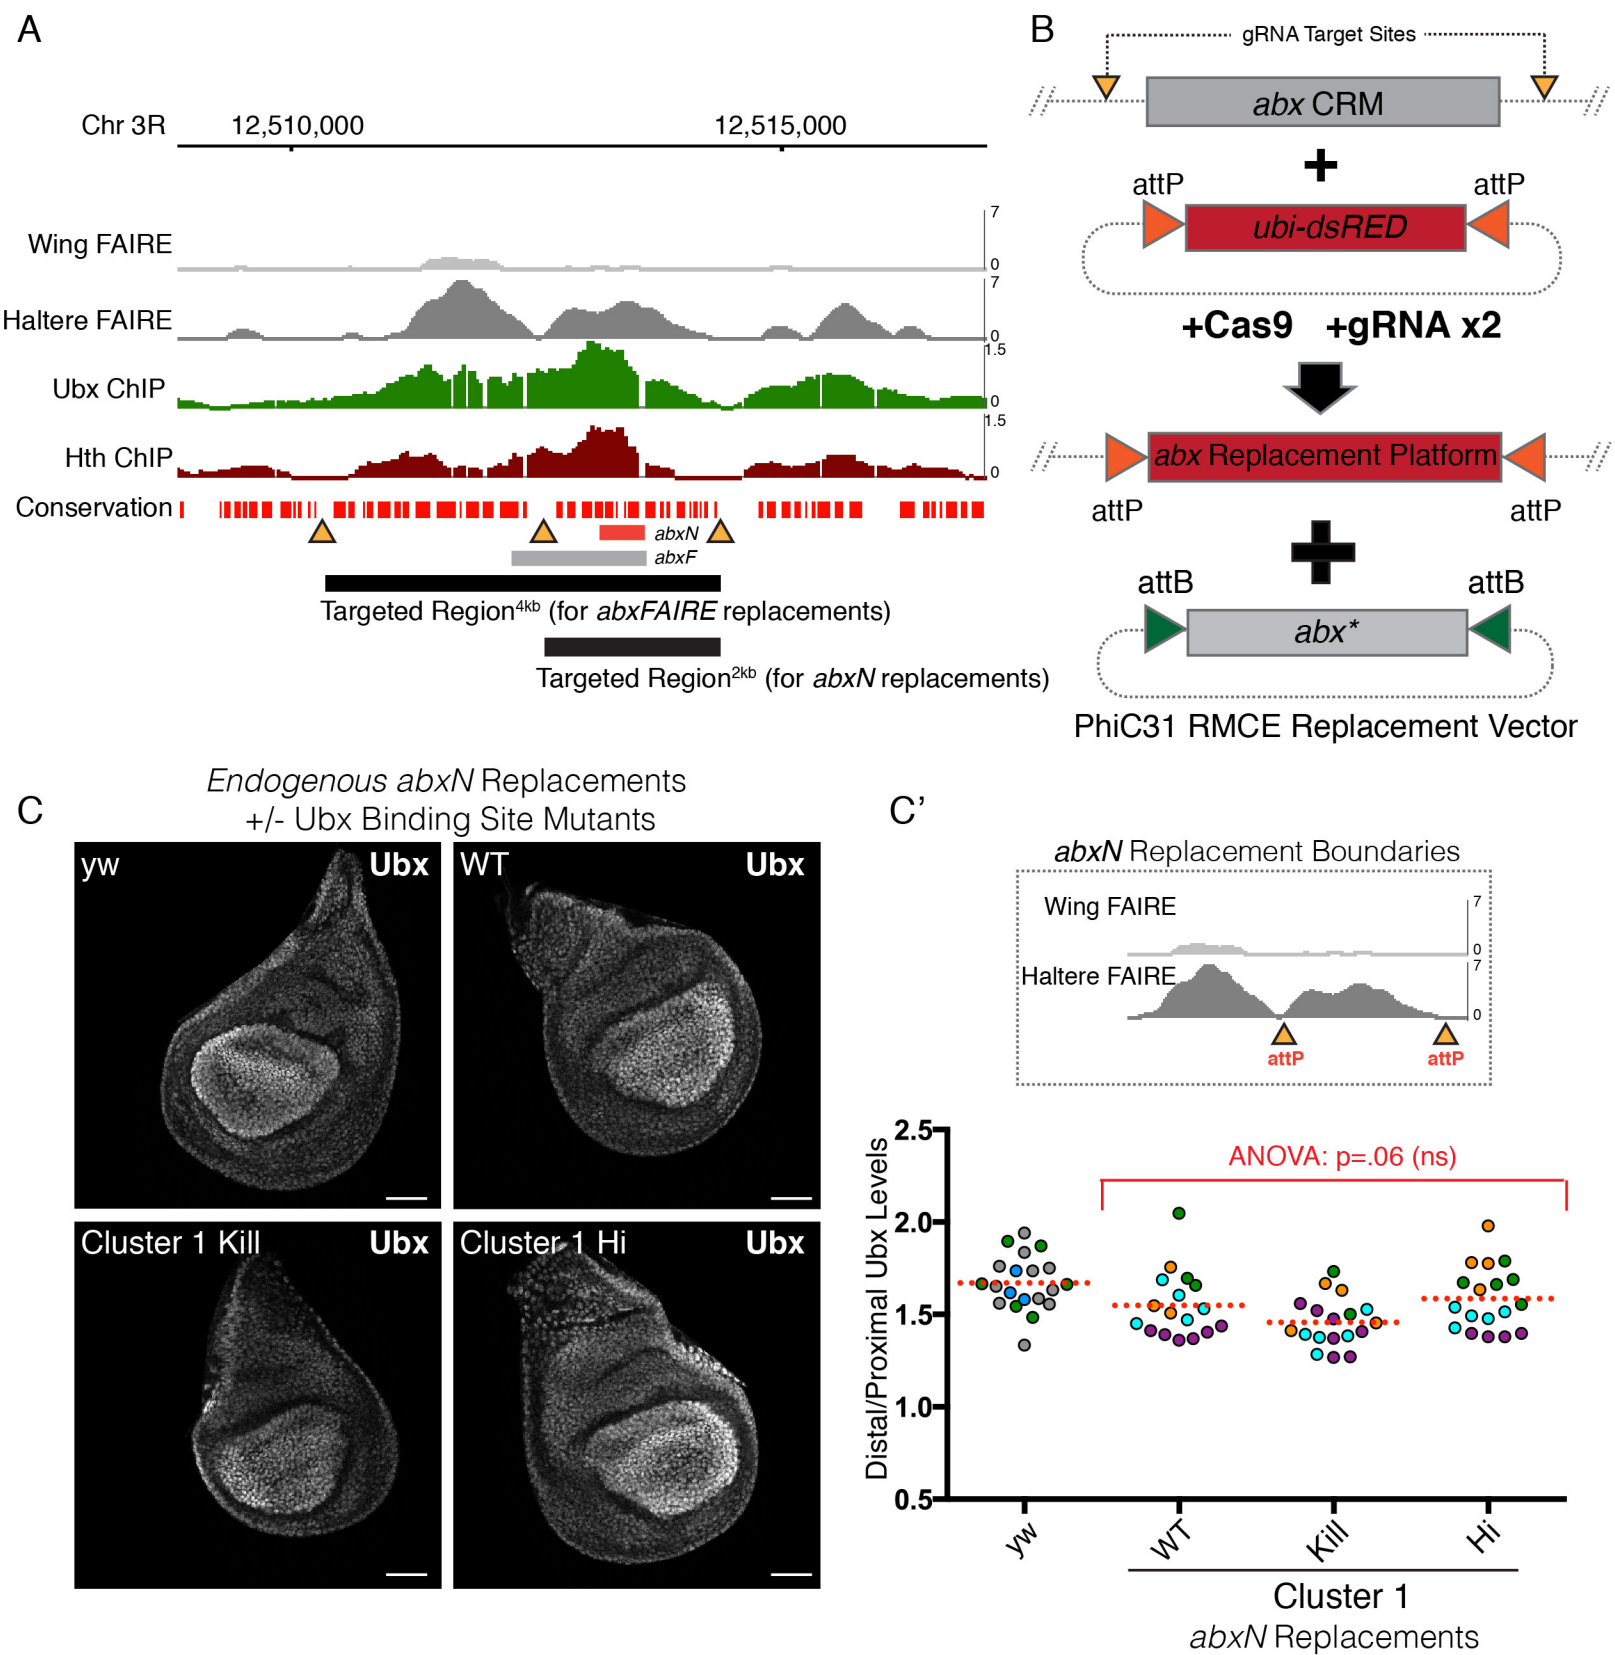 A
Chr 3R
12,510,000
12,515,000
Wing FAIRE
7
0
Haltere FAIRE
7
0
Ubx ChIP
1.5
0
Hth ChIP
1.5
0
Conservation
abxN
abxF
Targeted Region4kb (for abxFAIRE replacements)
Targeted Region2kb (for abxN replacements)
B
gRNA Target Sites
abx CRM
+
attP
attP
ubi-dsRED
+Cas9 +gRNA x2
abx Replacement Platform
attP
attP
+
attB
attB
abx*
PhiC31 RMCE Replacement Vector
C
Endogenous abxN Replacements
+/- Ubx Binding Site Mutants
yw
Ubx
WT
Ubx
Cluster 1 Kill
Ubx
Cluster 1 Hi
Ubx
C’
abxN Replacement Boundaries
Wing FAIRE
7
0
Haltere FAIRE
7
0
attP
attP
Distal/Proximal Ubx Levels
2.5
2.0
1.5
1.0
0.5
ANOVA: p=.06 (ns)
yw
WT
Kill
Hi
Cluster 1
abxN Replacements